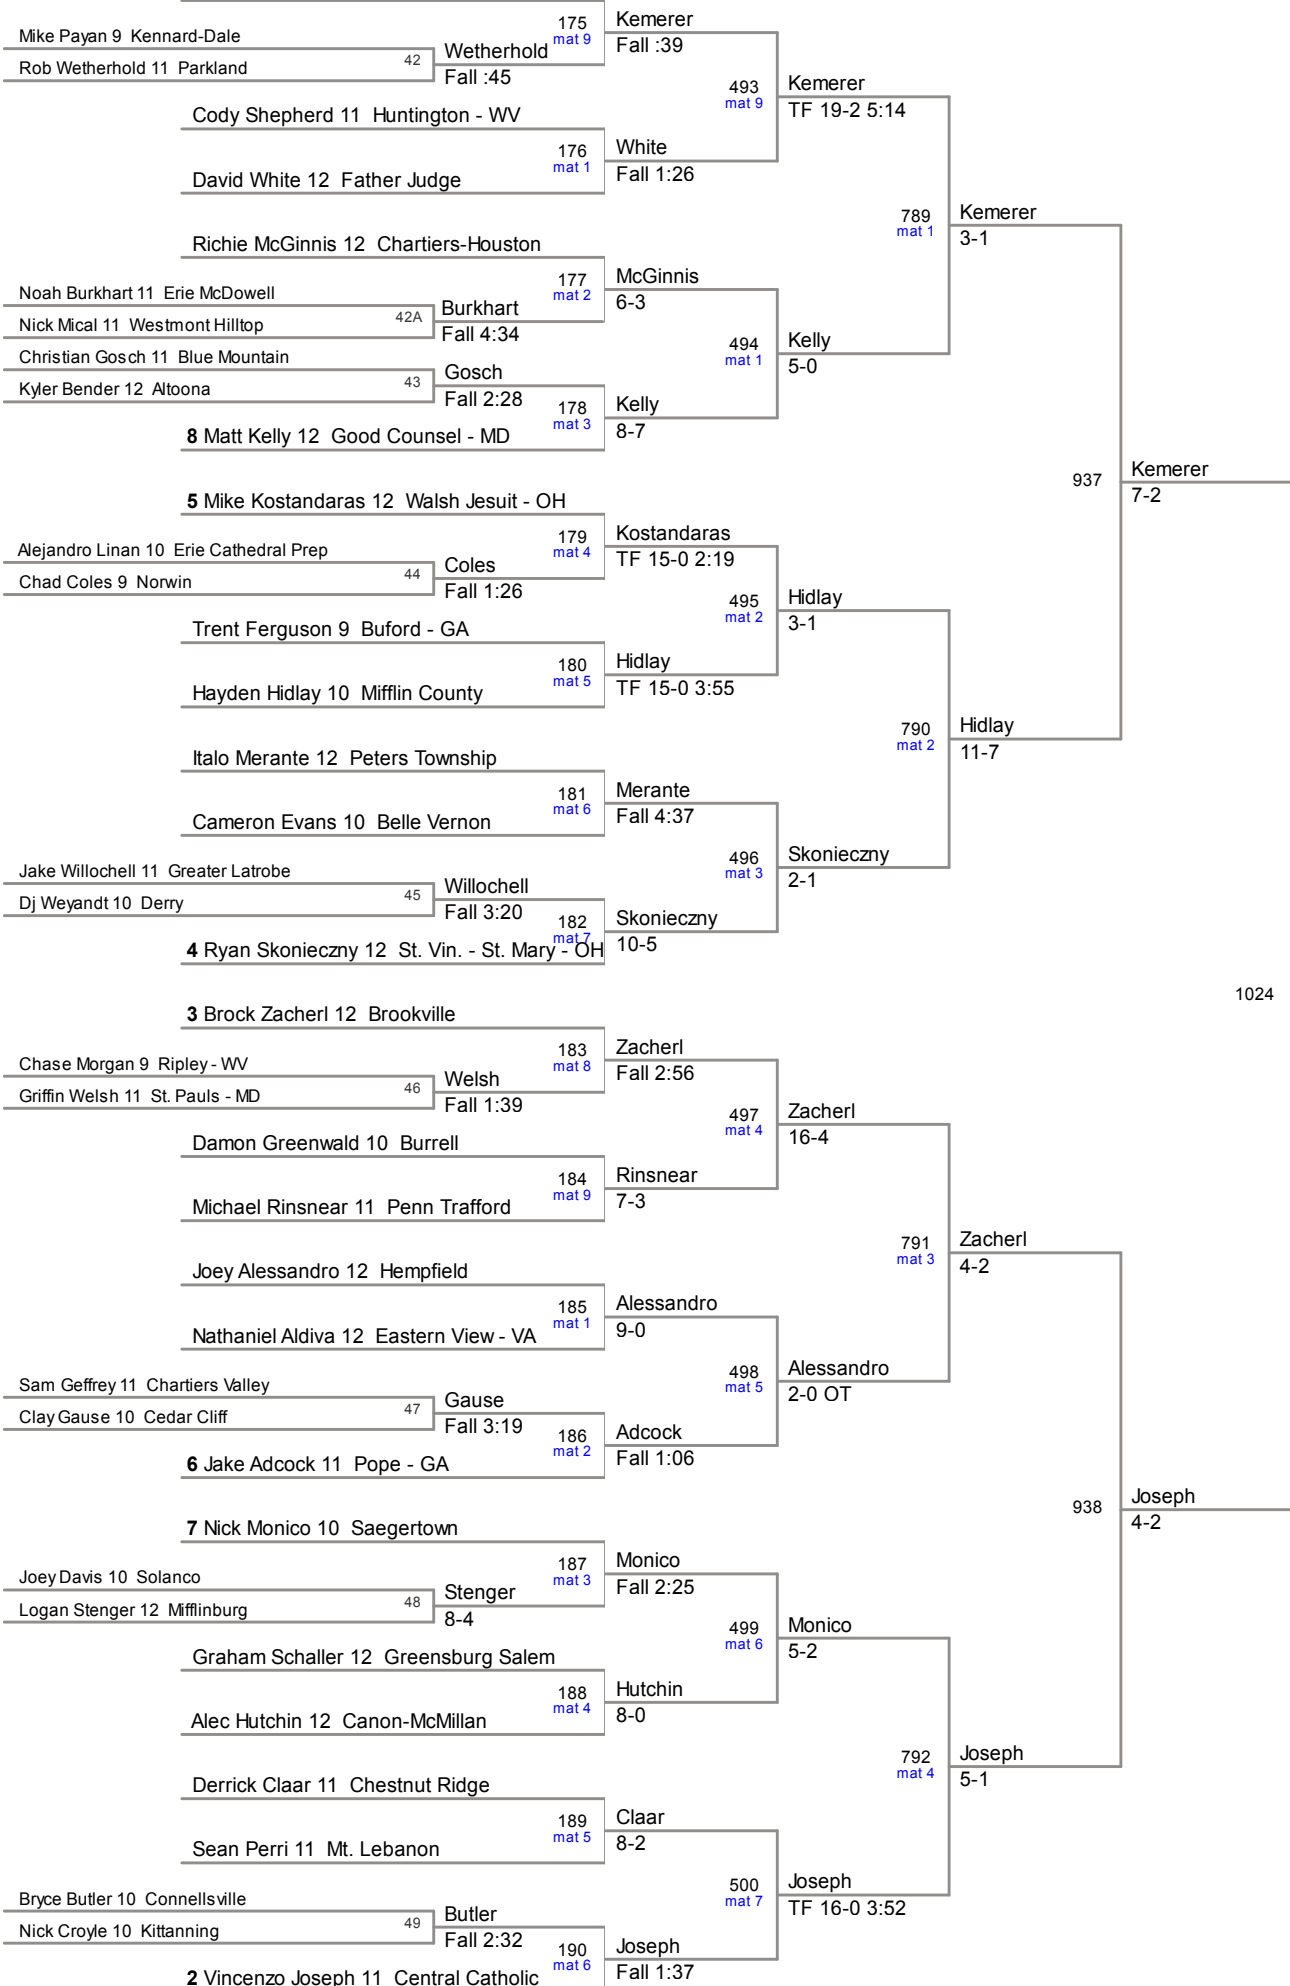 175
mat 9
Kemerer
Fall :39
Mike Payan 9 Kennard-Dale
Rob Wetherhold 11 Parkland
42
Wetherhold
Fall :45
493
mat 9
Kemerer
TF 19-2 5:14
Cody Shepherd 11 Huntington - WV
David White 12 Father Judge
176
mat 1
White
Fall 1:26
789
mat 1
Kemerer
3-1
Richie McGinnis 12 Chartiers-Houston
177
mat 2
McGinnis
6-3
Noah Burkhart 11 Erie McDowell
Nick Mical 11 Westmont Hilltop
42A
Burkhart
Fall 4:34
494
mat 1
Kelly
5-0
Christian Gosch 11 Blue Mountain
Kyler Bender 12 Altoona
43
Gosch
Fall 2:28
178
mat 3
Kelly
8-7
8 Matt Kelly 12 Good Counsel - MD
937
Kemerer
7-2
5 Mike Kostandaras 12 Walsh Jesuit - OH
179
mat 4
Kostandaras
TF 15-0 2:19
Alejandro Linan 10 Erie Cathedral Prep
Chad Coles 9 Norwin
44
Coles
Fall 1:26
495
mat 2
Hidlay
3-1
Trent Ferguson 9 Buford - GA
Hayden Hidlay 10 Mifflin County
180
mat 5
Hidlay
TF 15-0 3:55
790
mat 2
Hidlay
11-7
Italo Merante 12 Peters Township
Cameron Evans 10 Belle Vernon
181
mat 6
Merante
Fall 4:37
496
mat 3
Skonieczny
2-1
Jake Willochell 11 Greater Latrobe
Dj Weyandt 10 Derry
45
Willochell
Fall 3:20
182
mat 7
Skonieczny
10-5
4 Ryan Skonieczny 12 St. Vin. - St. Mary - OH
1024
3 Brock Zacherl 12 Brookville
183
mat 8
Zacherl
Fall 2:56
Chase Morgan 9 Ripley - WV
Griffin Welsh 11 St. Pauls - MD
46
Welsh
Fall 1:39
497
mat 4
Zacherl
16-4
Damon Greenwald 10 Burrell
Michael Rinsnear 11 Penn Trafford
184
mat 9
Rinsnear
7-3
791
mat 3
Zacherl
4-2
Joey Alessandro 12 Hempfield
Nathaniel Aldiva 12 Eastern View - VA
185
mat 1
Alessandro
9-0
498
mat 5
Alessandro
2-0 OT
Sam Geffrey 11 Chartiers Valley
Clay Gause 10 Cedar Cliff
47
Gause
Fall 3:19
186
mat 2
Adcock
Fall 1:06
6 Jake Adcock 11 Pope - GA
938
Joseph
4-2
7 Nick Monico 10 Saegertown
187
mat 3
Monico
Fall 2:25
Joey Davis 10 Solanco
Logan Stenger 12 Mifflinburg
48
Stenger
8-4
499
mat 6
Monico
5-2
Graham Schaller 12 Greensburg Salem
Alec Hutchin 12 Canon-McMillan
188
mat 4
Hutchin
8-0
792
mat 4
Joseph
5-1
Derrick Claar 11 Chestnut Ridge
Sean Perri 11 Mt. Lebanon
189
mat 5
Claar
8-2
500
mat 7
Joseph
TF 16-0 3:52
Bryce Butler 10 Connellsville
Nick Croyle 10 Kittanning
49
Butler
Fall 2:32
190
mat 6
Joseph
Fall 1:37
2 Vincenzo Joseph 11 Central Catholic